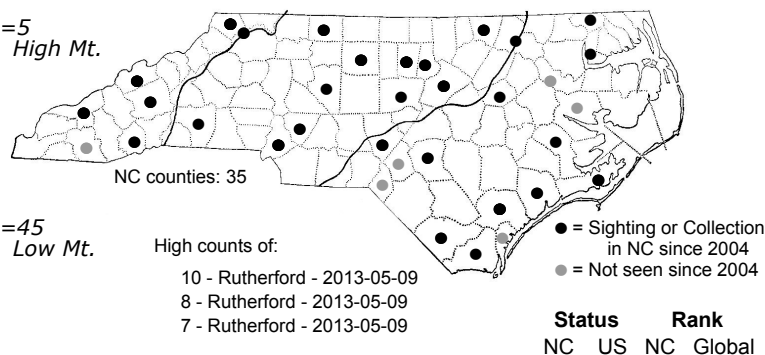 =5
High Mt.
NC counties: 35
=45
Low Mt.
High counts of:
10 - Rutherford - 2013-05-09
8 - Rutherford - 2013-05-09
7 - Rutherford - 2013-05-09
● = Sighting or Collection
in NC since 2004
● = Not seen since 2004
Status Rank
NC US NC Global